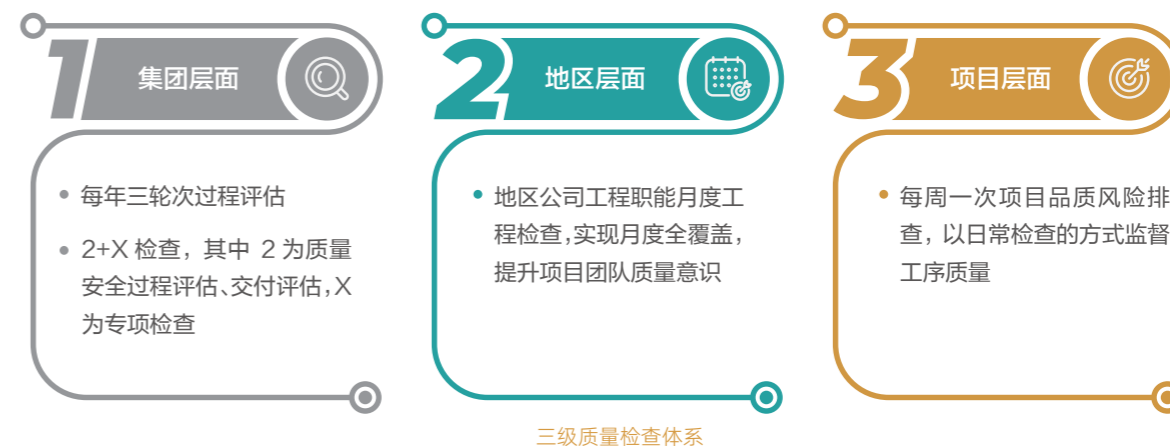 1
集团层面
每年三轮次过程评估
2+X 检查，其中 2 为质量
安全过程评估、交付评估，X
为专项检查
2
地区层面
地区公司工程职能月度工
程检查，实现月度全覆盖，
提升项目团队质量意识
3
项目层面
每周一次项目品质风险排
查，以日常检查的方式监督
工序质量
三级质量检查体系